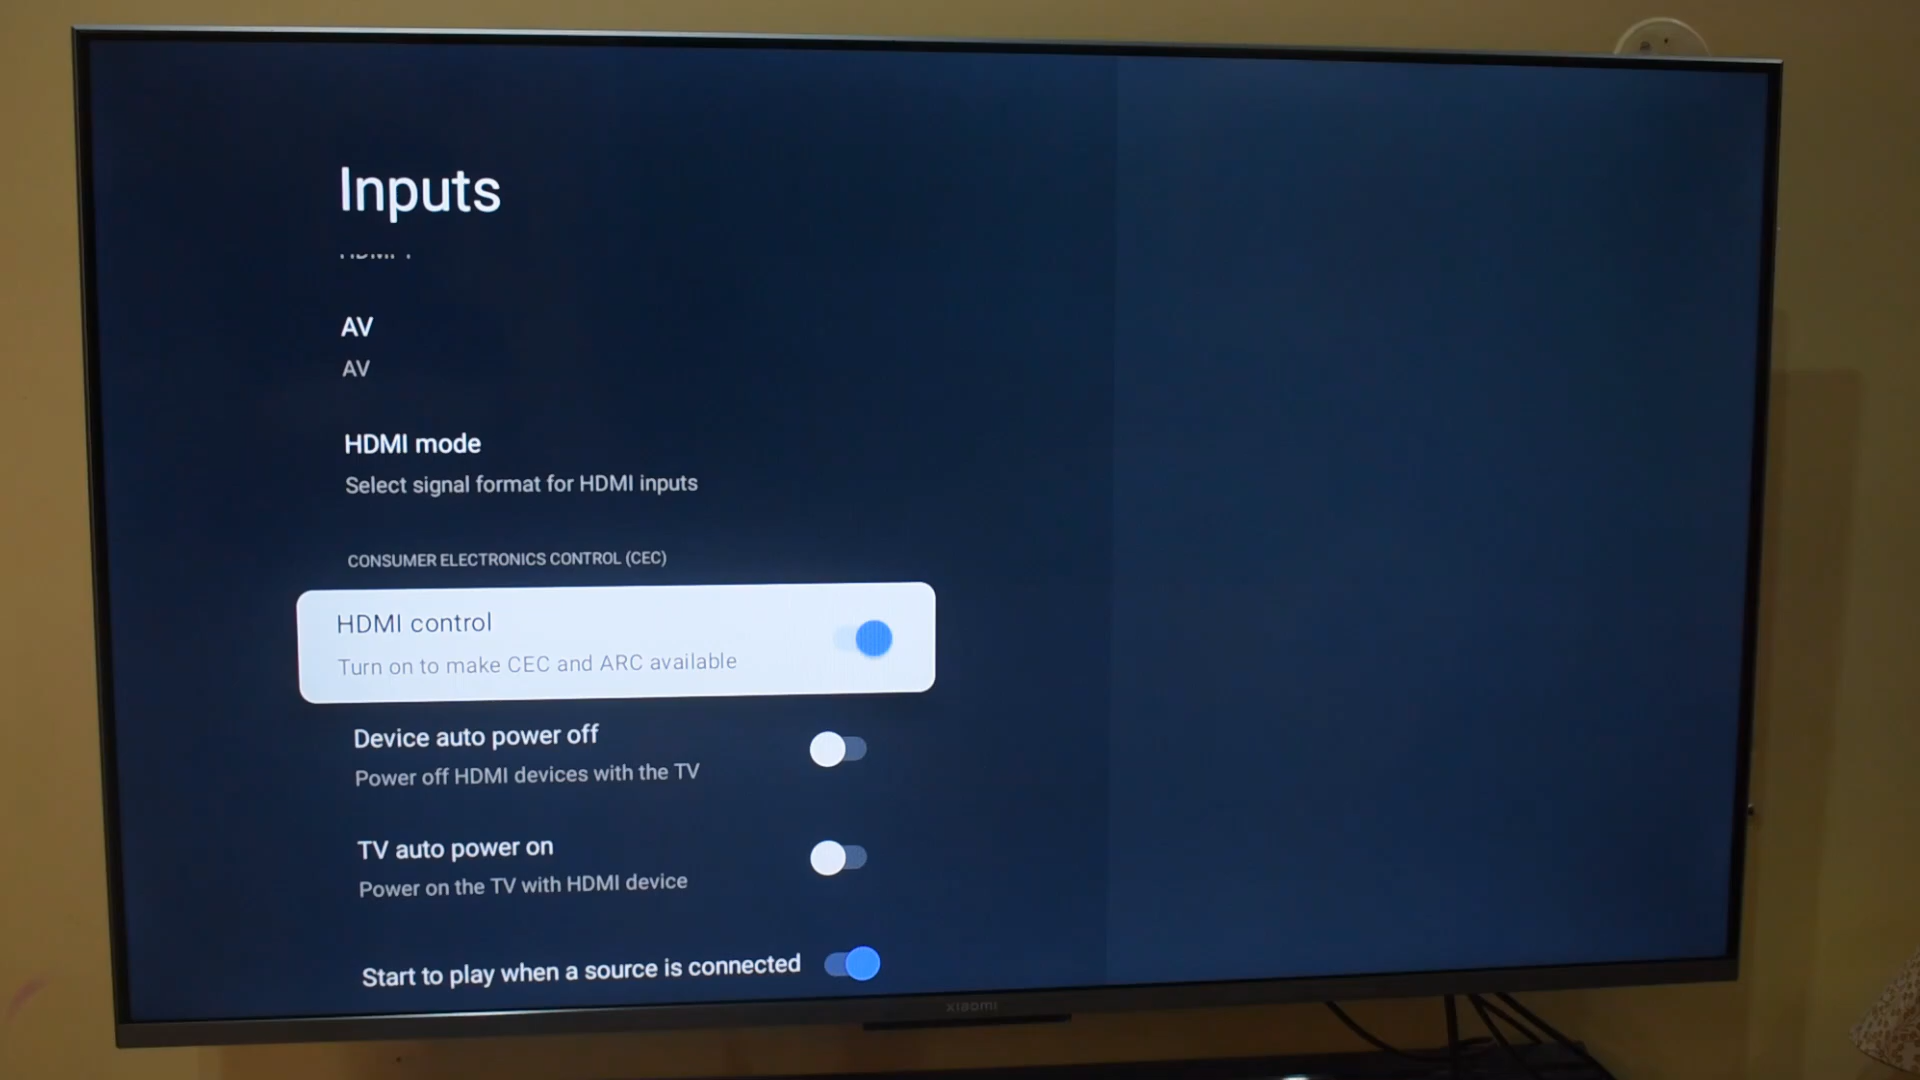 Inputs
AV
AV
HDMI mode
Select signal format for HDMI inputs
CONSUMER ELECTRONICS CONTROL (CEC)
HDMI control
Turn on to make CEC and ARC available
Device auto power off
Power off HDMI devices with the TV
TV auto power on
Power on the TV with HDMI device
Start to play when a source is connected
xiaomi